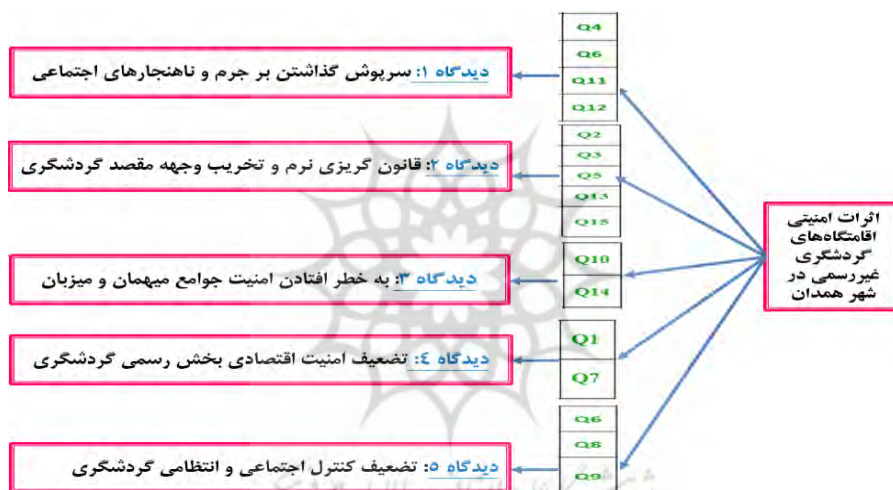 اثرات امنیتی
اقامتگاه‌های
گردشگری
غیررسمی در
شهر همدان
Q4
Q6
Q11
Q12
دیدگاه ۱: سرپوش گذاشتن بر جرم و ناهنجارهای اجتماعی
Q2
Q3
Q5
Q13
Q15
دیدگاه ۲: قانون گریزی نرم و تخریب وجهه مقصد گردشگری
Q10
Q14
دیدگاه ۳: به خطر افتادن امنیت جوامع میهمان و میزبان
Q1
Q7
دیدگاه ٤: تضعیف امنیت اقتصادی بخش رسمی گردشگری
Q6
Q8
Q9
دیدگاه ۵: تضعیف کنترل اجتماعی و انتظامی گردشگری